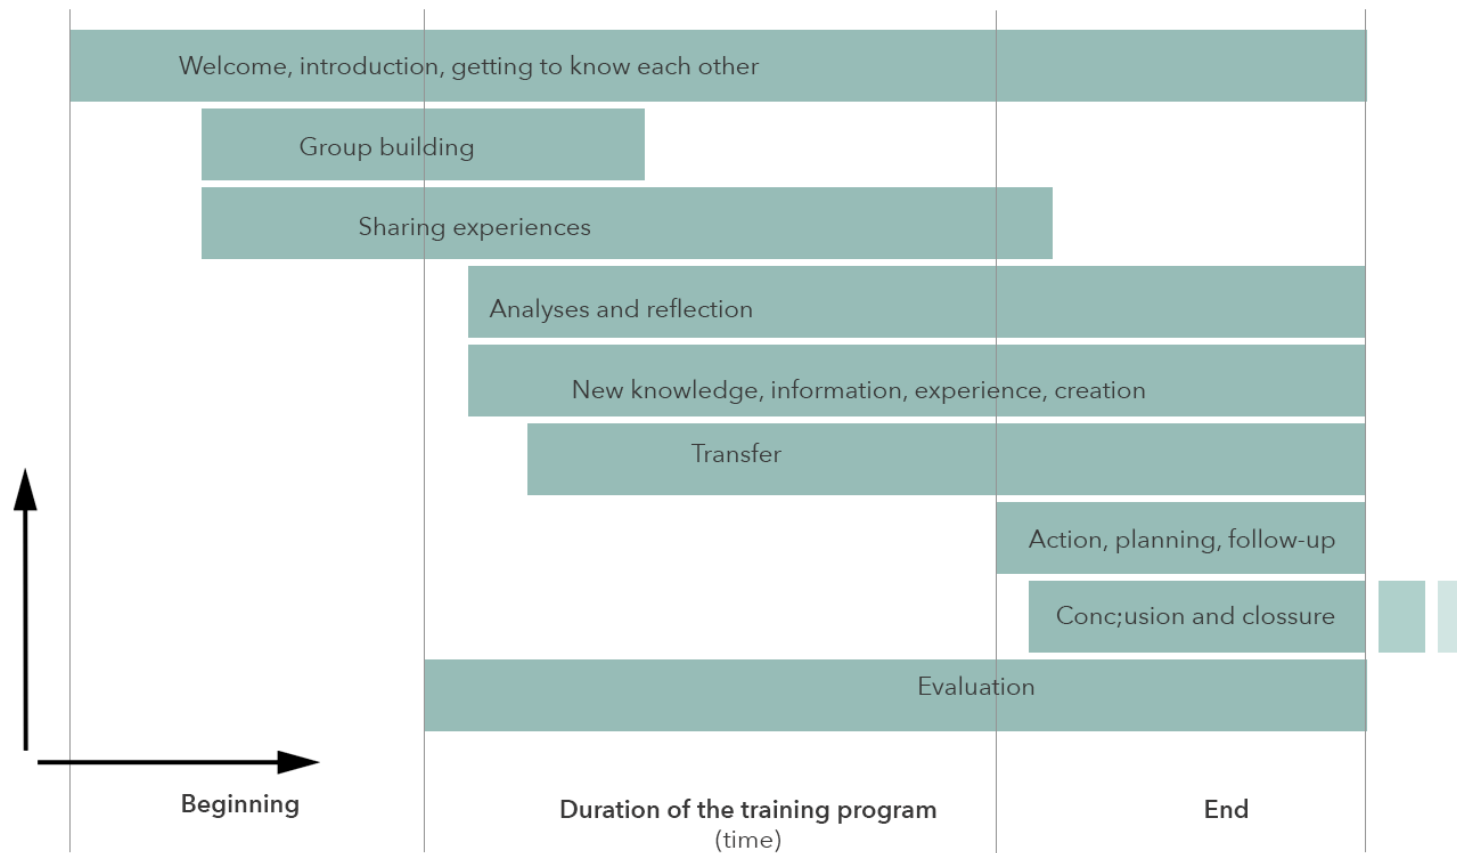 Welcome, introduction, getting to know each other
Group building
Sharing experiences
Analyses and reflection
New knowledge, information, experience, creation
Transfer
Action, planning, follow-up
Conc;usion and clossure
Evaluation
Beginning
Duration of the training program
(time)
End